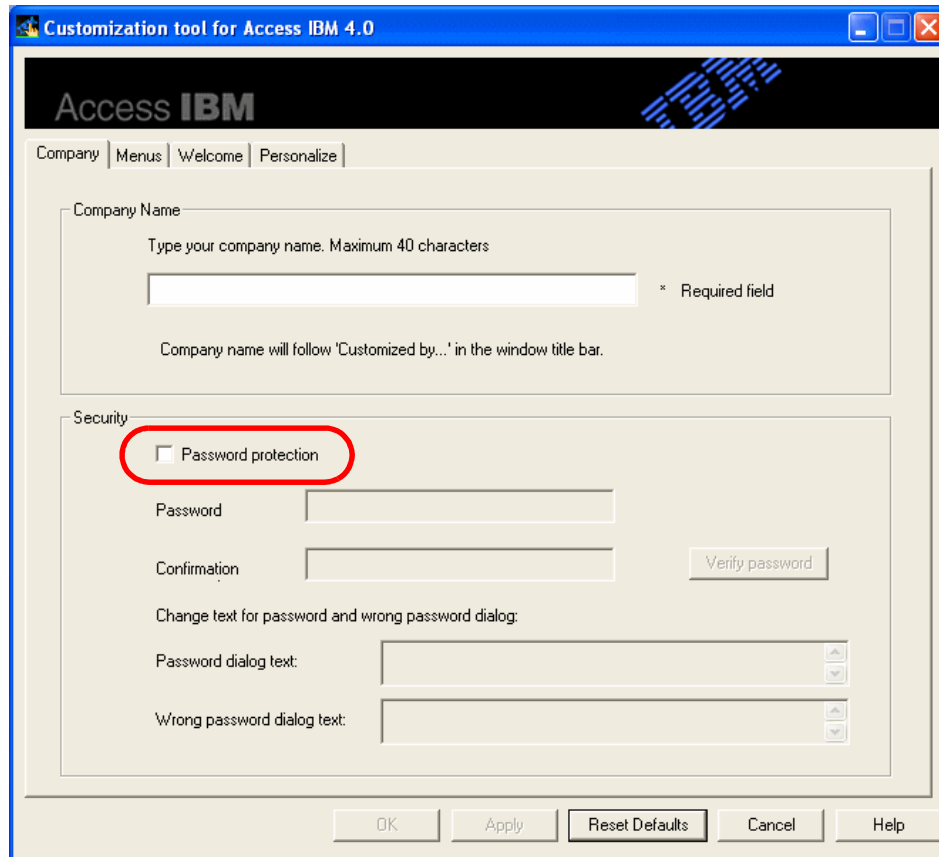 Customization tool for Access IBM 4.0
Access IBM
IBM
Company Menus Welcome Personalize
Company Name
Type your company name. Maximum 40 characters
* Required field
Company name will follow 'Customized by...' in the window title bar.
Security
Password protection
Password
Confirmation
Verify password
Change text for password and wrong password dialog:
Password dialog text:
Wrong password dialog text:
OK Apply Reset Defaults Cancel Help